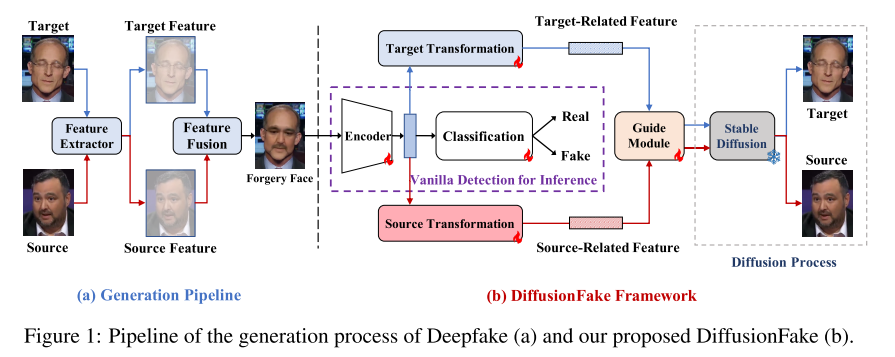 Target
Target Feature
Feature
Extractor
Feature
Fusion
Forgery Face
Source
Source Feature
(a) Generation Pipeline
Target-Related Feature
Target Transformation
Encoder
Classification
Real
Fake
Vanilla Detection for Inference
Guide
Module
Stable
Diffusion
Target
Source
Source Transformation
Source-Related Feature
Diffusion Process
(b) DiffusionFake Framework
Figure 1: Pipeline of the generation process of Deepfake (a) and our proposed DiffusionFake (b).